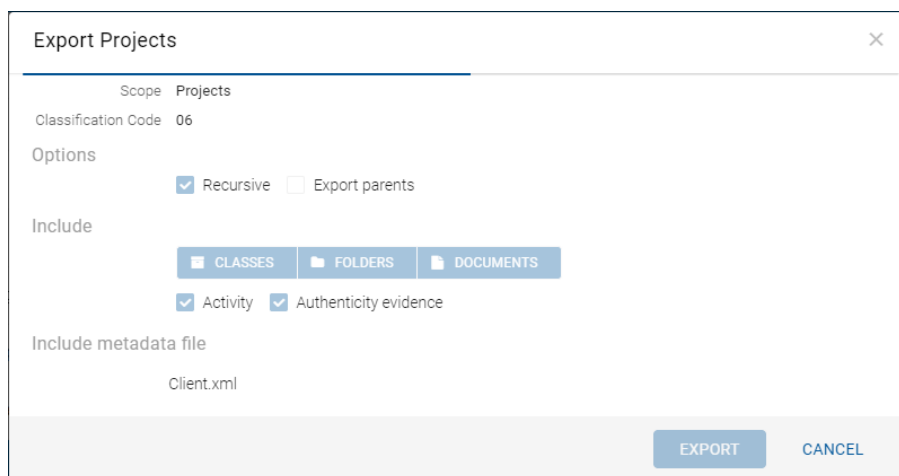 Export Projects
Scope Projects
Classification Code 06
Options
Recursive Export parents
Include
CLASSES FOLDERS DOCUMENTS
Activity Authenticity evidence
Include metadata file
Client.xml
EXPORT CANCEL